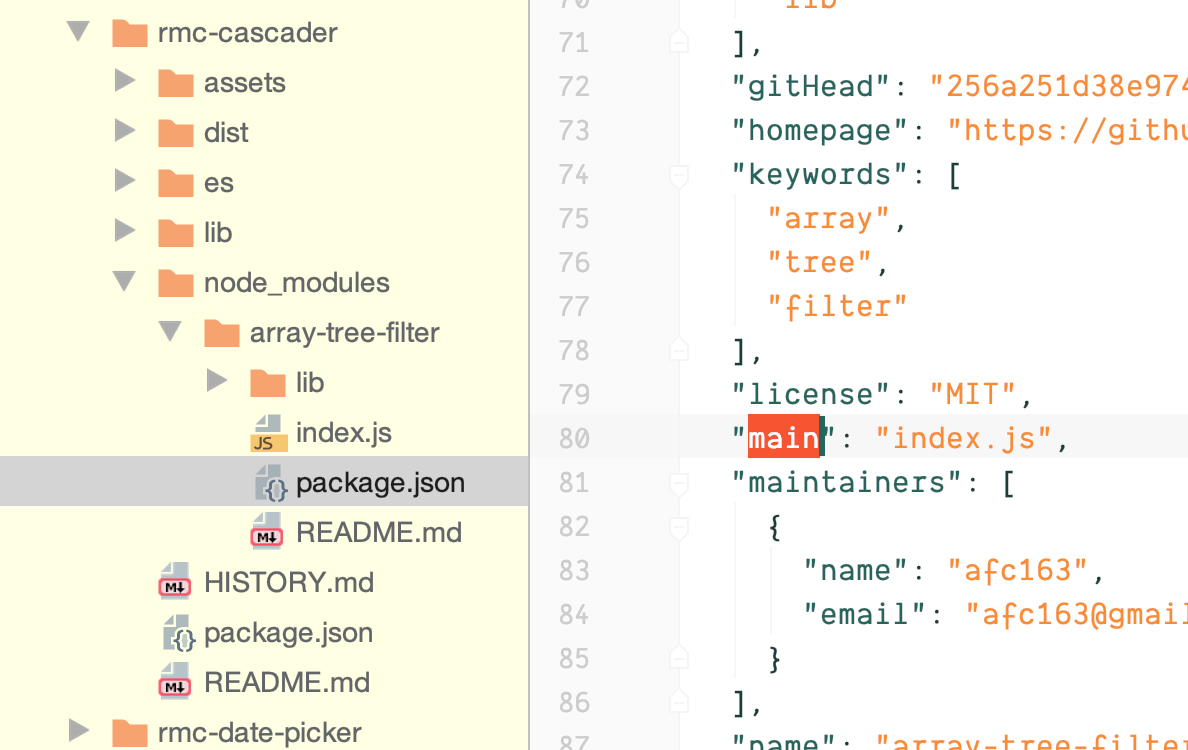 rmc-cascader
assets
dist
es
lib
node_modules
array-tree-filter
lib
JS index.js
package.json
M↓ README.md
M↓ HISTORY.md
package.json
M↓ README.md
rmc-date-picker
70 lib
71 ],
72 "gitHead": "256a251d38e974
73 "homepage": "https://githu
74 "keywords": [
75 "array",
76 "tree",
77 "filter"
78 ],
79 "license": "MIT",
80 "main": "index.js",
81 "maintainers": [
82 {
83 "name": "afc163",
84 "email": "afc163@gmail
85 }
86 ],
87 "name": "array-tree-filter